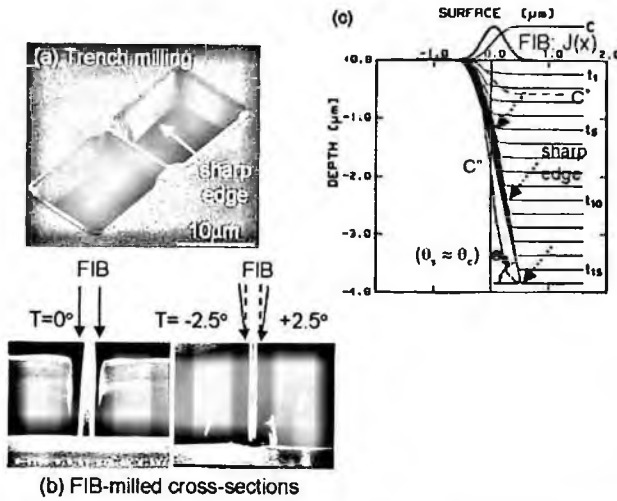 (a) Trench milling
sharp
edge
10μm
FIB FIB
T=0° T= -2.5° +2.5°
(b) FIB-milled cross-sections
(c)
SURFACE [μm]
C
FIB: J(x)
-1.0 0.0 1.0 2.0
+0.0
t₁
C'
-1.0
t₅
sharp
edge
C"
DEPTH [μm]
-2.0
t₁₀
-3.0
(θₛ ≈ θc)
t₁₅
-4.0